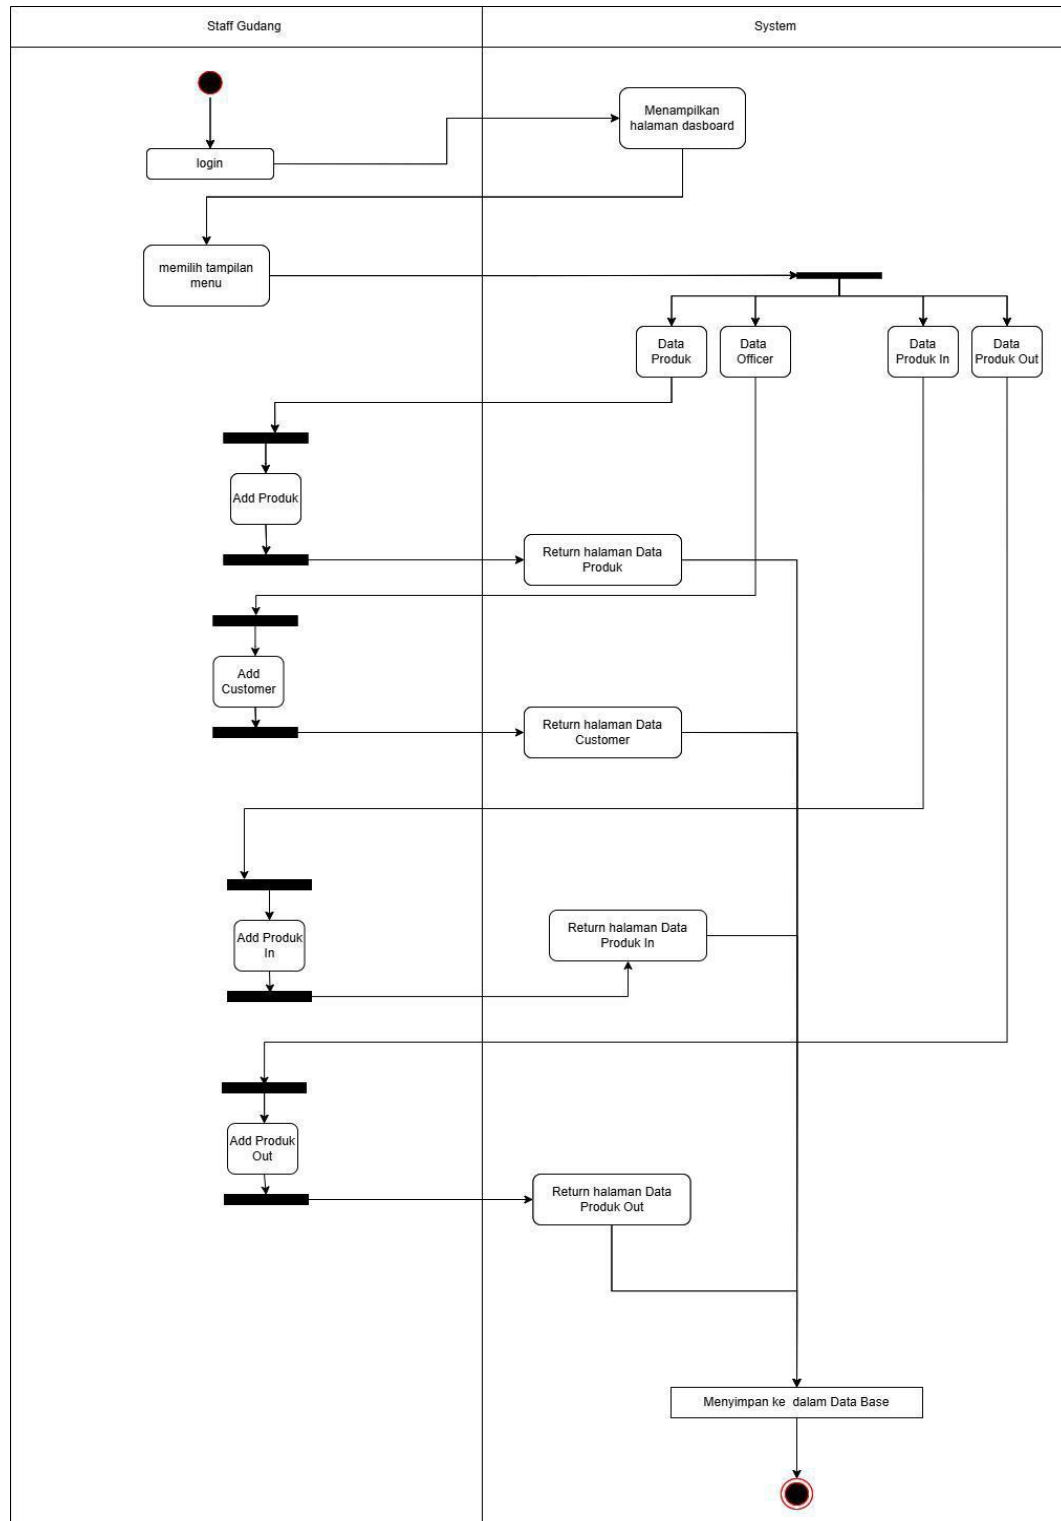 Staff Gudang
System
Menampilkan
halaman dasboard
login
memilih tampilan
menu
Data
Produk
Data
Officer
Data
Produk In
Data
Produk Out
Add Produk
Return halaman Data
Produk
Add
Customer
Return halaman Data
Customer
Add Produk
In
Return halaman Data
Produk In
Add Produk
Out
Return halaman Data
Produk Out
Menyimpan ke dalam Data Base